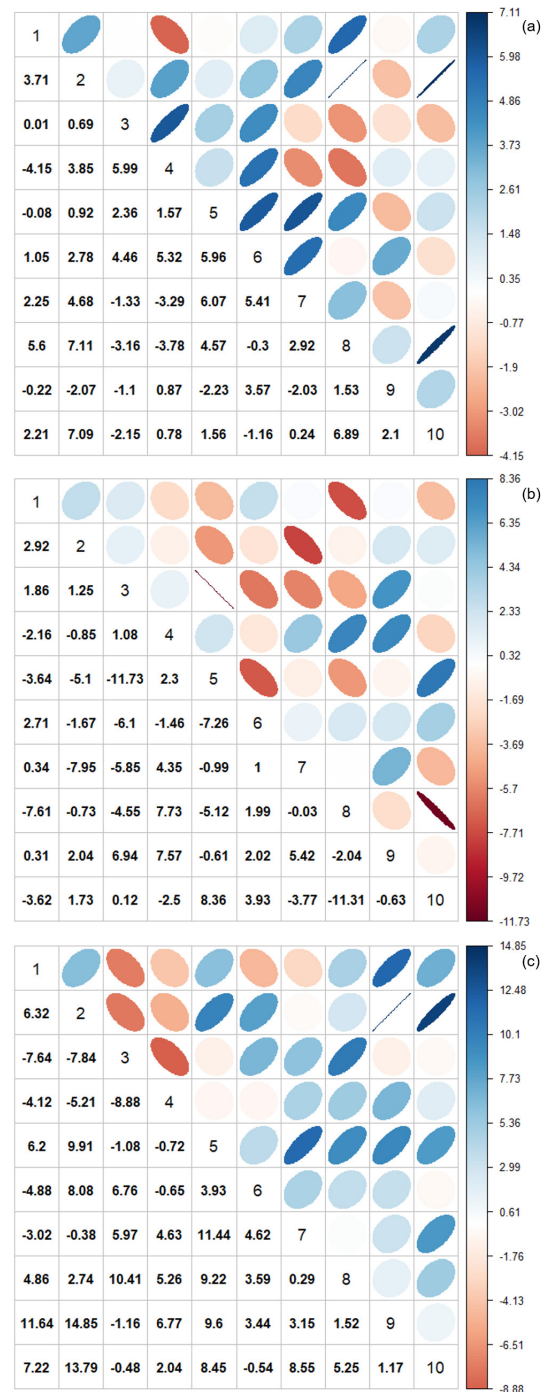 7.11
(a)
1
5.98
3.71 2
4.86
0.01 0.69 3
3.73
-4.15 3.85 5.99 4
2.61
-0.08 0.92 2.36 1.57 5
1.48
1.05 2.78 4.46 5.32 5.96 6
0.35
2.25 4.68 -1.33 -3.29 6.07 5.41 7
-0.77
5.6 7.11 -3.16 -3.78 4.57 -0.3 2.92 8
-1.9
-0.22 -2.07 -1.1 0.87 -2.23 3.57 -2.03 1.53 9
-3.02
2.21 7.09 -2.15 0.78 1.56 -1.16 0.24 6.89 2.1 10
-4.15
8.36
(b)
1
6.35
2.92 2
4.34
1.86 1.25 3
2.33
-2.16 -0.85 1.08 4
0.32
-3.64 -5.1 -11.73 2.3 5
-1.69
2.71 -1.67 -6.1 -1.46 -7.26 6
-3.69
0.34 -7.95 -5.85 4.35 -0.99 1 7
-5.7
-7.61 -0.73 -4.55 7.73 -5.12 1.99 -0.03 8
-7.71
0.31 2.04 6.94 7.57 -0.61 2.02 5.42 -2.04 9
-9.72
-3.62 1.73 0.12 -2.5 8.36 3.93 -3.77 -11.31 -0.63 10
-11.73
14.85
(c)
1
12.48
6.32 2
10.1
-7.64 -7.84 3
7.73
-4.12 -5.21 -8.88 4
5.36
6.2 9.91 -1.08 -0.72 5
2.99
-4.88 8.08 6.76 -0.65 3.93 6
0.61
-3.02 -0.38 5.97 4.63 11.44 4.62 7
-1.76
4.86 2.74 10.41 5.26 9.22 3.59 0.29 8
-4.13
11.64 14.85 -1.16 6.77 9.6 3.44 3.15 1.52 9
-6.51
7.22 13.79 -0.48 2.04 8.45 -0.54 8.55 5.25 1.17 10
-8.88